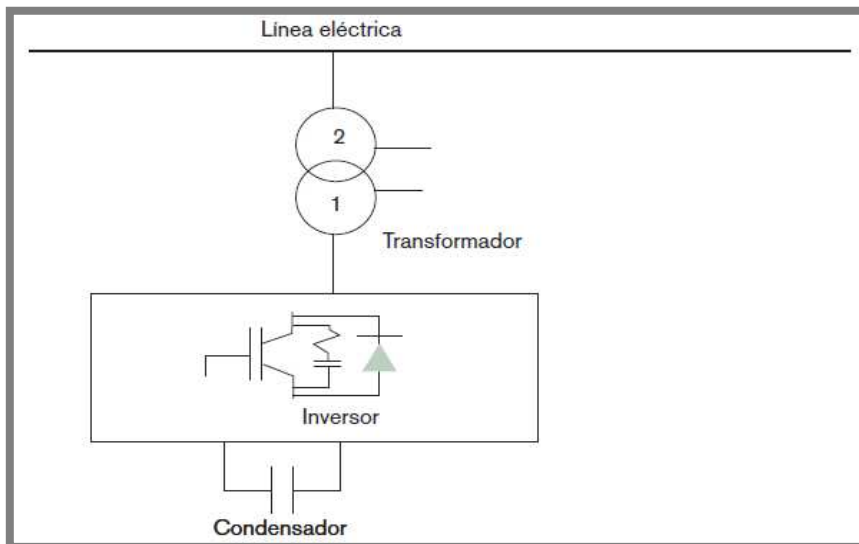 Línea eléctrica
2
1
Transformador
Inversor
Condensador